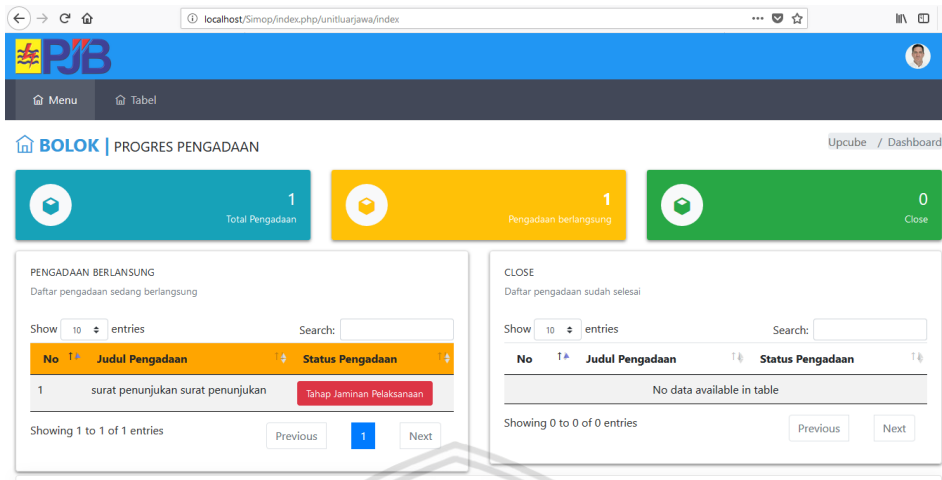 localhost/Simop/index.php/unitluarjawa/index
PJB
Menu Tabel
BOLOK | PROGRES PENGADAAN
Upcube / Dashboard
1
Total Pengadaan
1
Pengadaan berlangsung
0
Close
PENGADAAN BERLANSUNG
Daftar pengadaan sedang berlangsung
Show 10 entries Search:
No Judul Pengadaan Status Pengadaan
1 surat penunjukan surat penunjukan Tahap Jaminan Pelaksanaan
Showing 1 to 1 of 1 entries
Previous 1 Next
CLOSE
Daftar pengadaan sudah selesai
Show 10 entries Search:
No Judul Pengadaan Status Pengadaan
No data available in table
Showing 0 to 0 of 0 entries
Previous Next